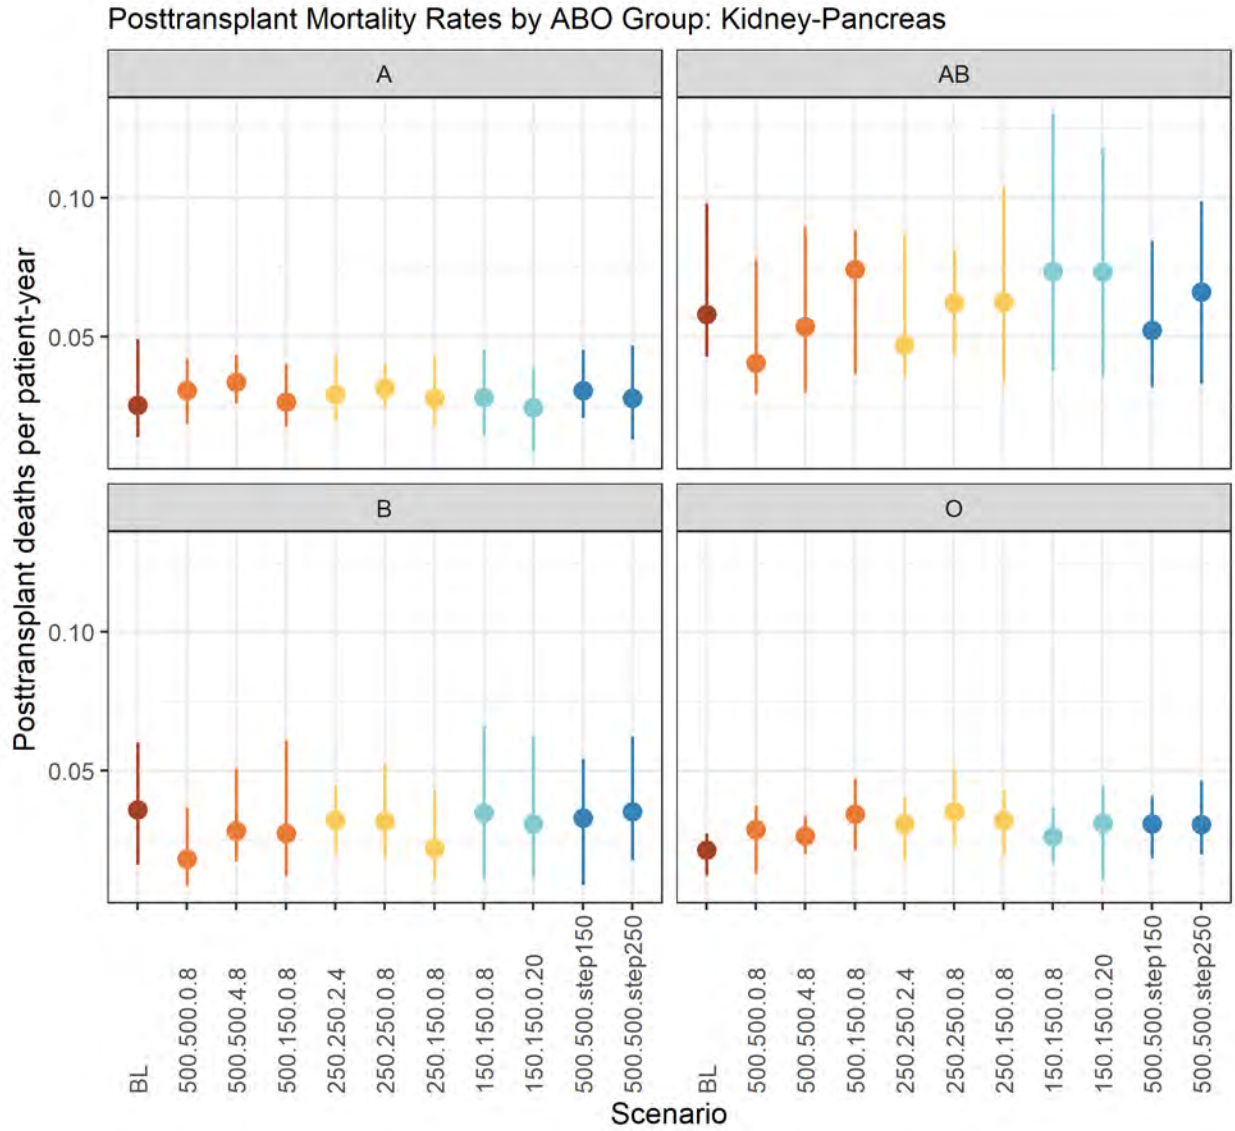 Posttransplant Mortality Rates by ABO Group: Kidney-Pancreas
A
AB
0.10
0.05
B
O
0.10
0.05
Posttransplant deaths per patient-year
BL
500.500.0.8
500.500.4.8
500.150.0.8
250.250.2.4
250.250.0.8
250.150.0.8
150.150.0.8
150.150.0.20
500.500.step150
500.500.step250
BL
500.500.0.8
500.500.4.8
500.150.0.8
250.250.2.4
250.250.0.8
250.150.0.8
150.150.0.8
150.150.0.20
500.500.step150
500.500.step250
Scenario